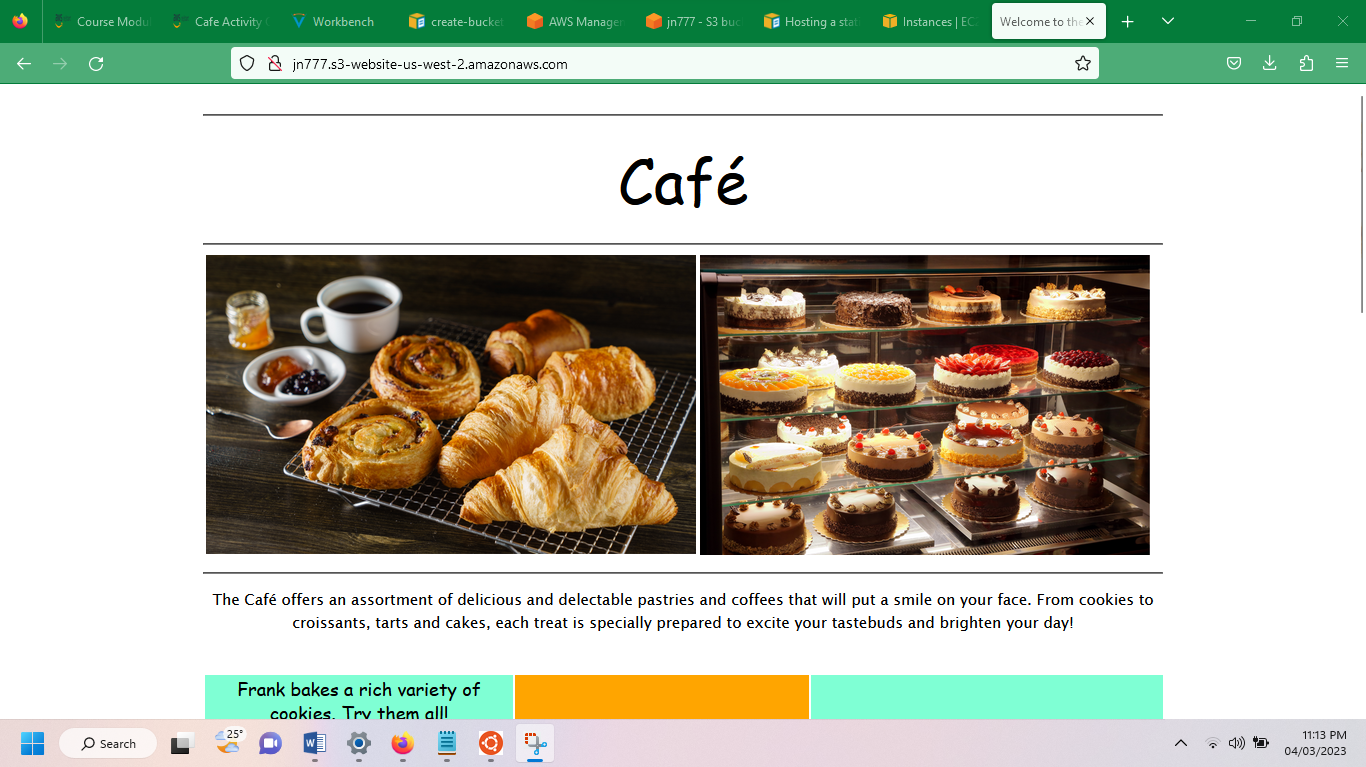 Course Modu
Cafe Activity
Workbench
create-bucket
AWS Manager
jn777 - S3 buc
Hosting a stat
Instances | EC
Welcome to the
jn777.s3-website-us-west-2.amazonaws.com
Café
The Café offers an assortment of delicious and delectable pastries and coffees that will put a smile on your face. From cookies to
croissants, tarts and cakes, each treat is specially prepared to excite your tastebuds and brighten your day!
Frank bakes a rich variety of
cookies. Try them all!
25°
Search
11:13 PM
04/03/2023